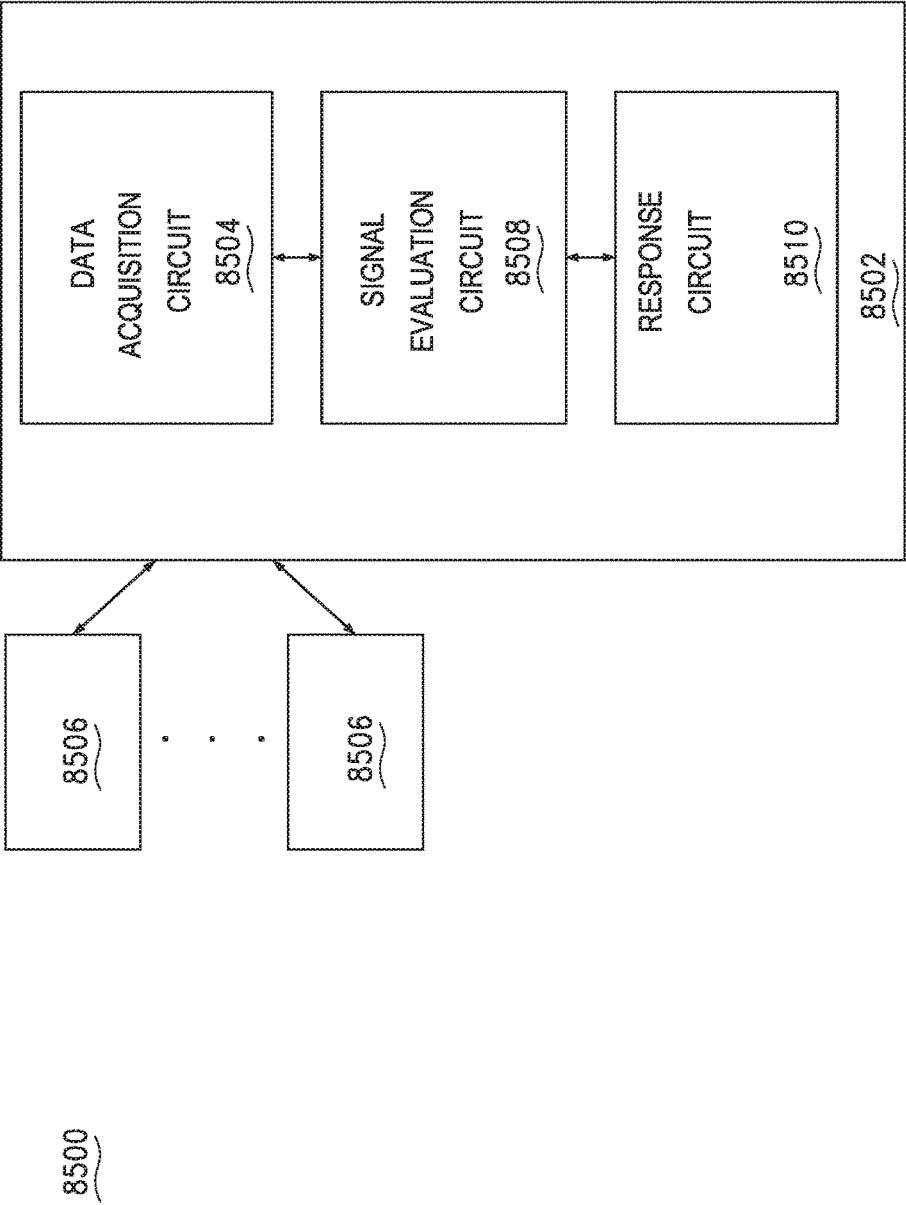 8500
8506
8506
DATA
ACQUISITION
CIRCUIT
8504
SIGNAL
EVALUATION
CIRCUIT
8508
RESPONSE
CIRCUIT
8510
8502